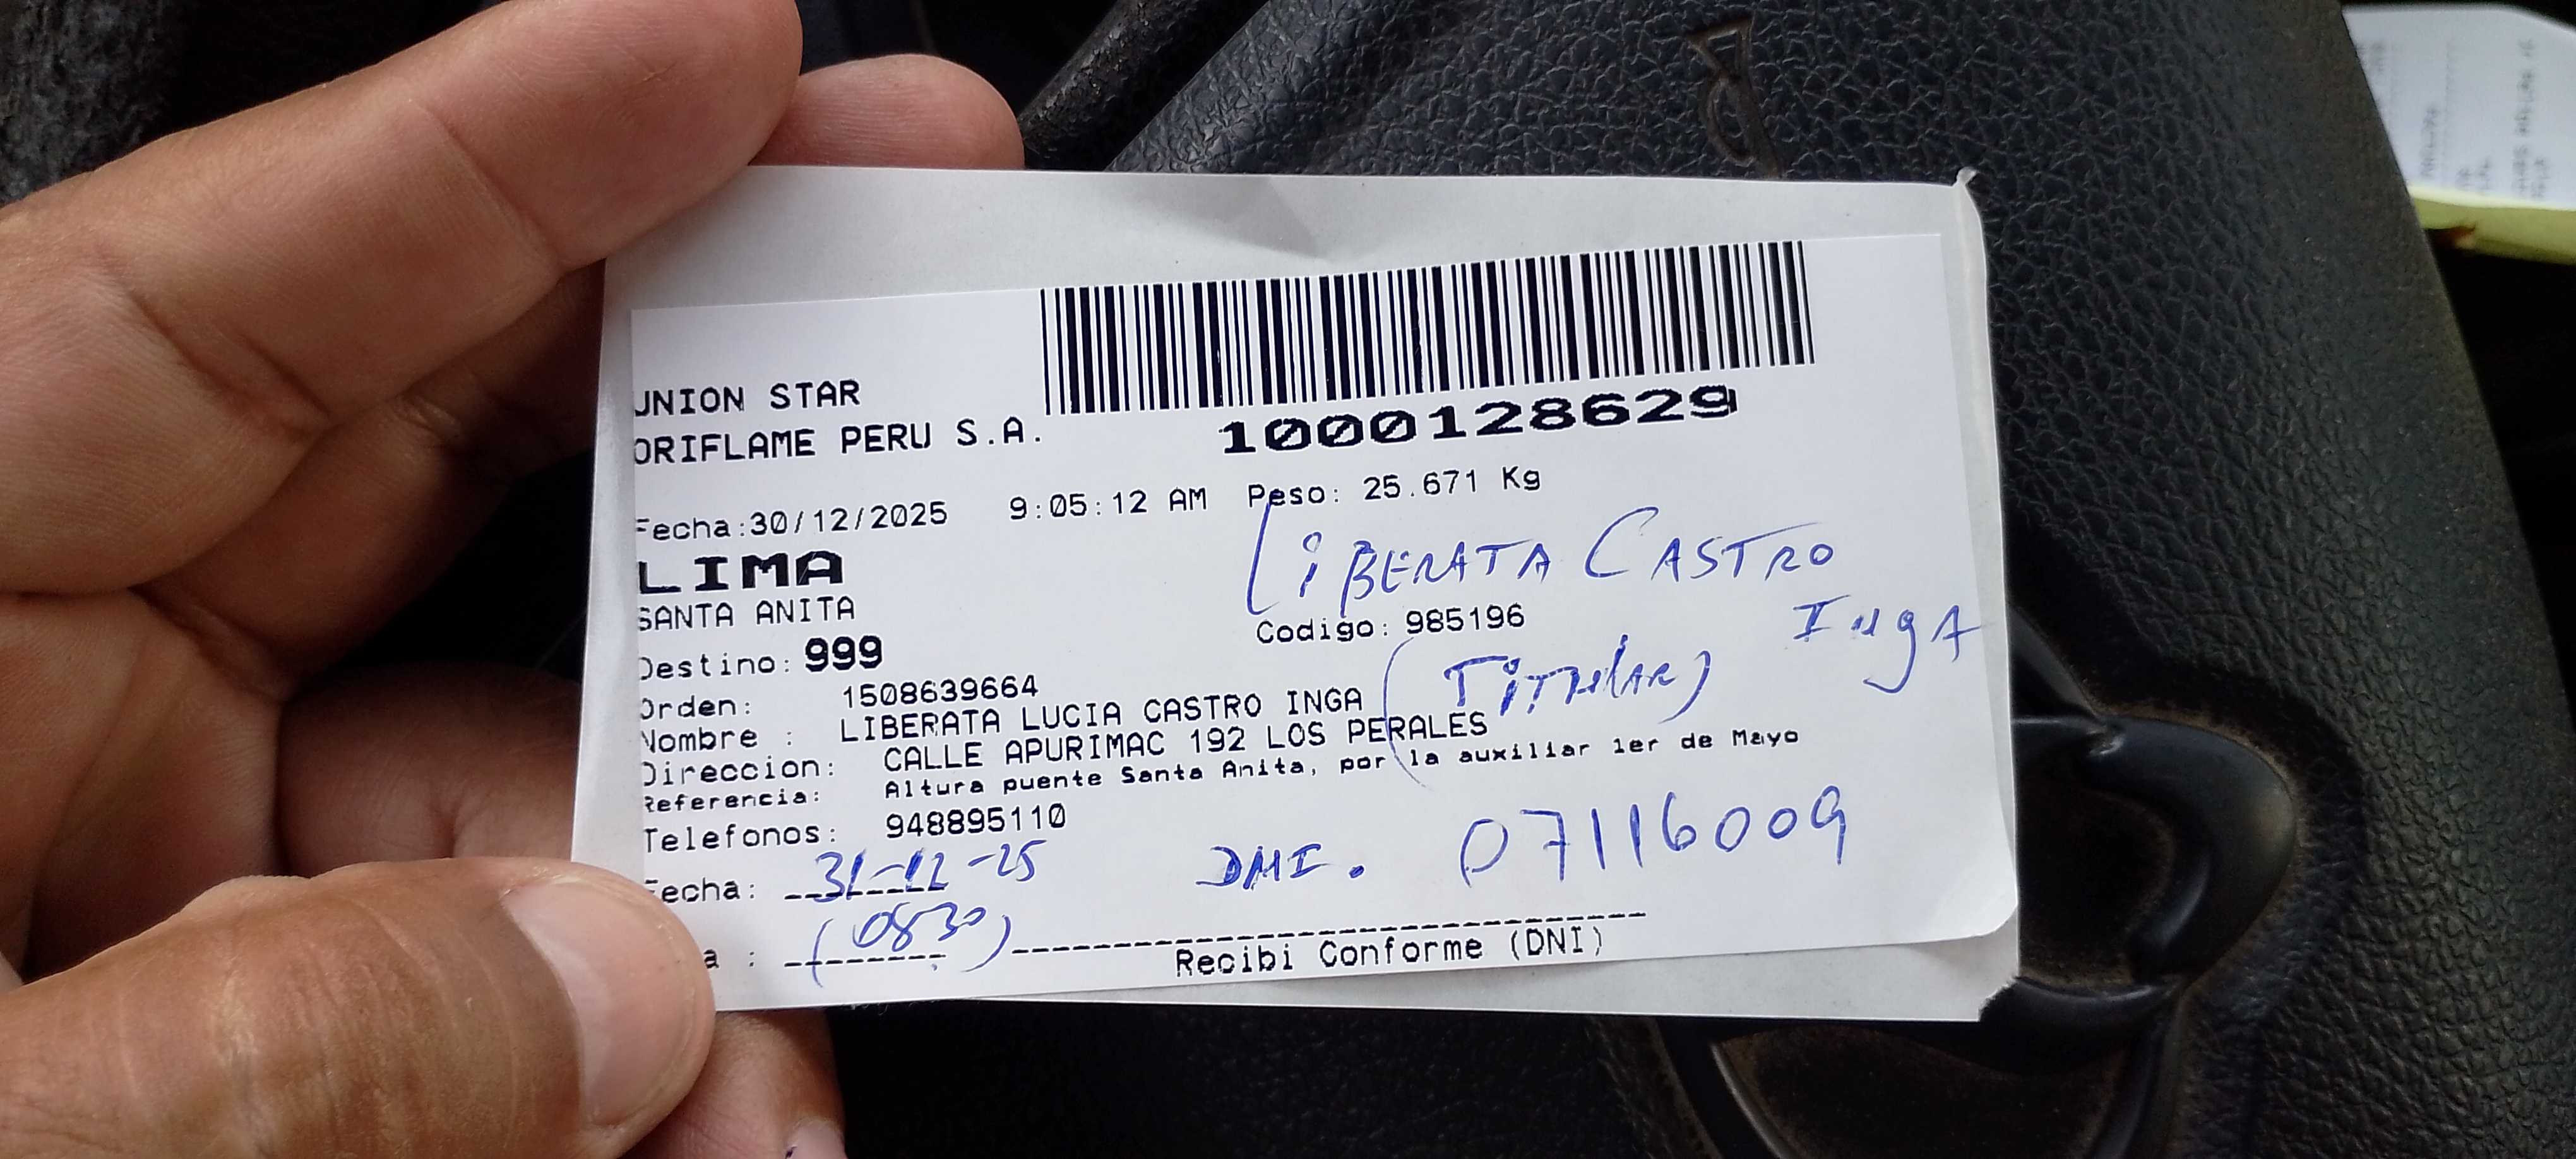 UNION STAR
ORIFLAME PERU S.A.
1000128629
Fecha:30/12/2025 9:05:12 AM Peso: 25.671 Kg
LIBERATA CASTRO
INGA
LIMA
SANTA ANITA
Codigo: 985196
(TITULAR)
Destino: 999
Orden: 1508639664
Nombre : LIBERATA LUCIA CASTRO INGA
Direccion: CALLE APURIMAC 192 LOS PERALES
Referencia: Altura puente Santa Anita, por la auxiliar 1er de Mayo
Telefonos: 948895110
Fecha: 31-12-25
DNI. 07116009
a : (0830)
Recibi Conforme (DNI)